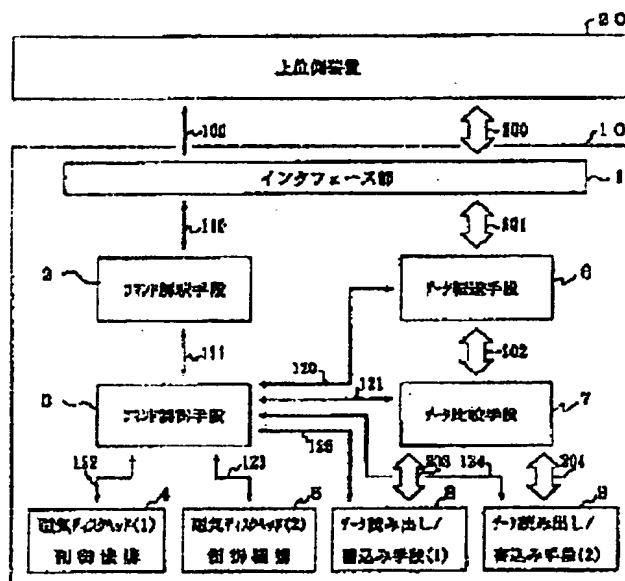 20
上位側装置
100
200
10
インタフェース部
1
110
201
2
コマンド解釈手段
データ転送手段
6
111
202
120
121
3
コマンド制御手段
データ比較手段
7
122
123
203
124
204
4
5
8
9
磁気ディスクヘッド(1)
制御機構
磁気ディスクヘッド(2)
制御機構
データ読み出し/
書込み手段(1)
データ読み出し/
書込み手段(2)